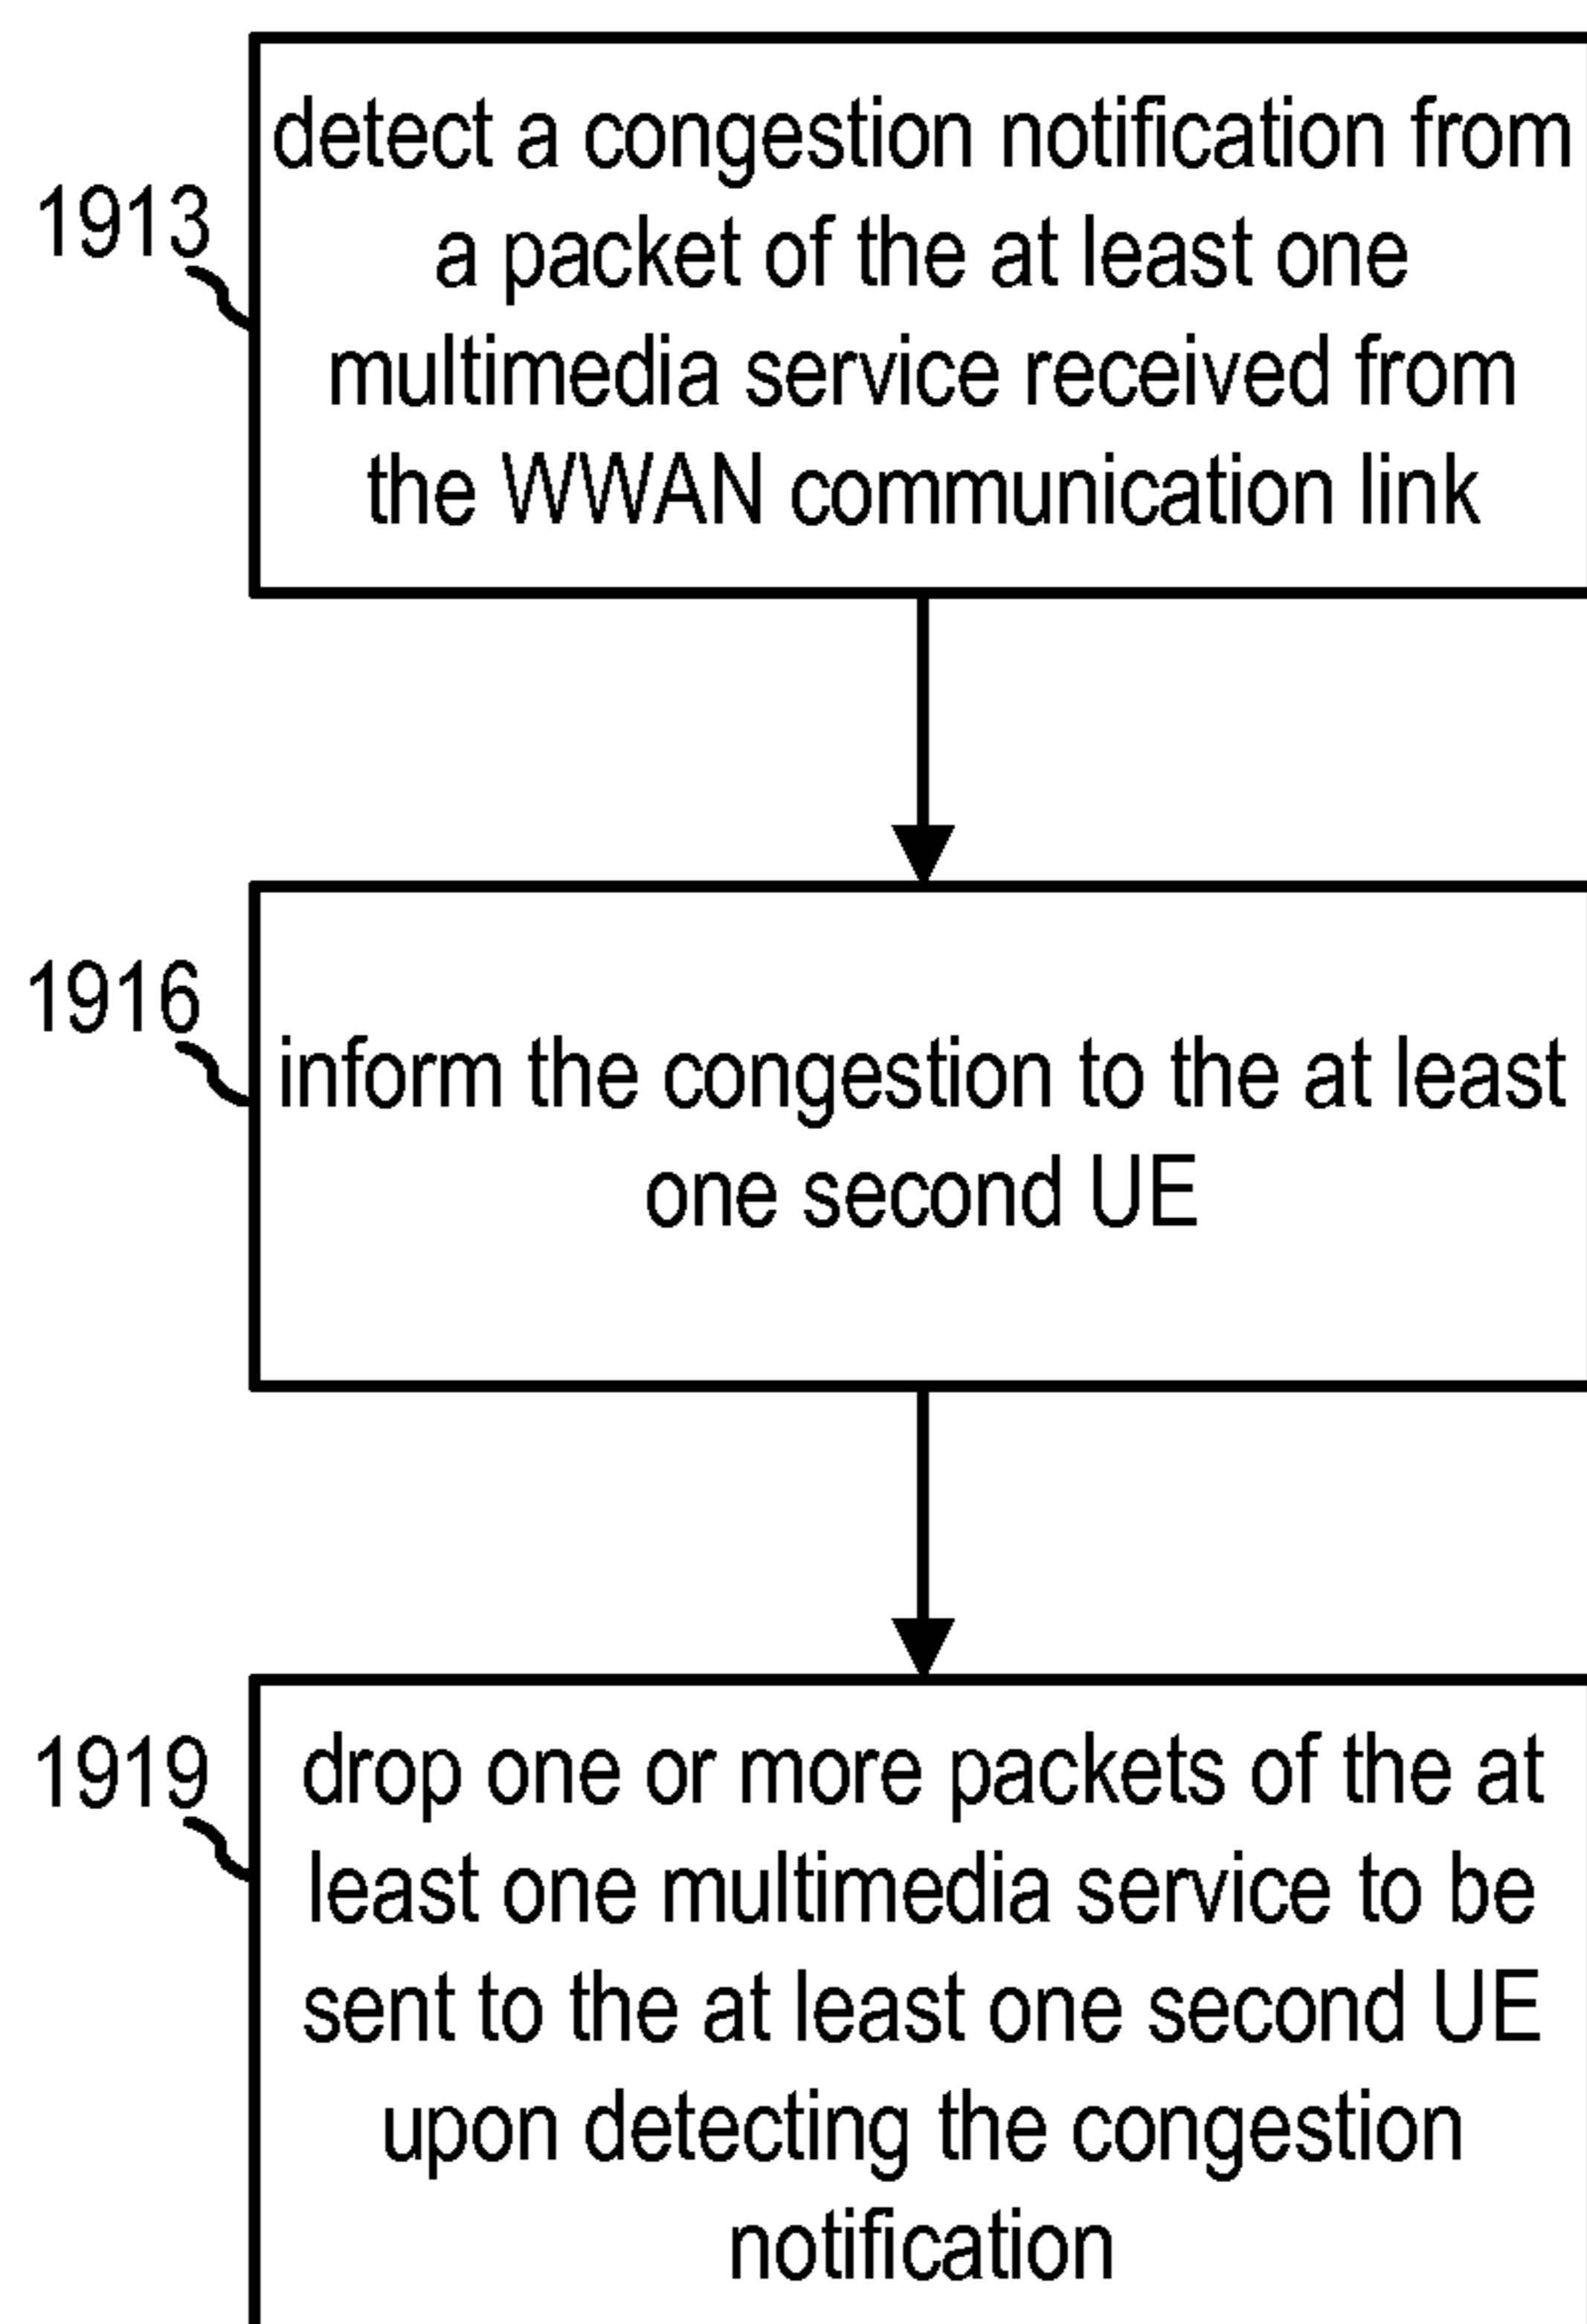 1913
detect a congestion notification from
a packet of the at least one
multimedia service received from
the WWAN communication link
1916
inform the congestion to the at least
one second UE
1919
drop one or more packets of the at
least one multimedia service to be
sent to the at least one second UE
upon detecting the congestion
notification